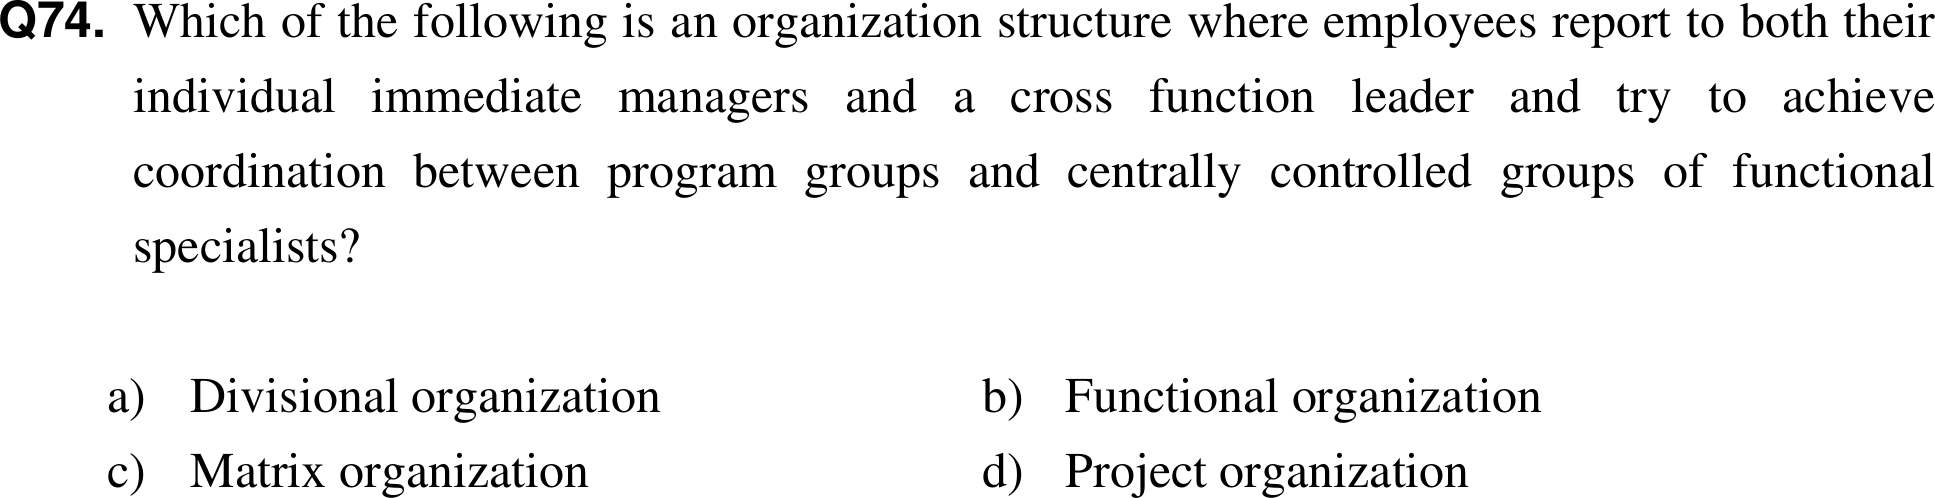 Q74. Which of the following is an organization structure where employees report to both their
individual immediate managers and a cross function leader and try to achieve
coordination between program groups and centrally controlled groups of functional
specialists?
a) Divisional organization b) Functional organization
c) Matrix organization d) Project organization